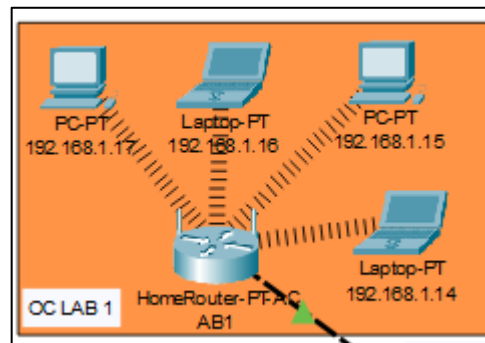 PC-PT
192.168.1.17
Laptop-PT
192.168.1.16
PC-PT
192.168.1.15
Laptop-PT
192.168.1.14
HomeRouter-PT-AC
AB1
OC LAB 1